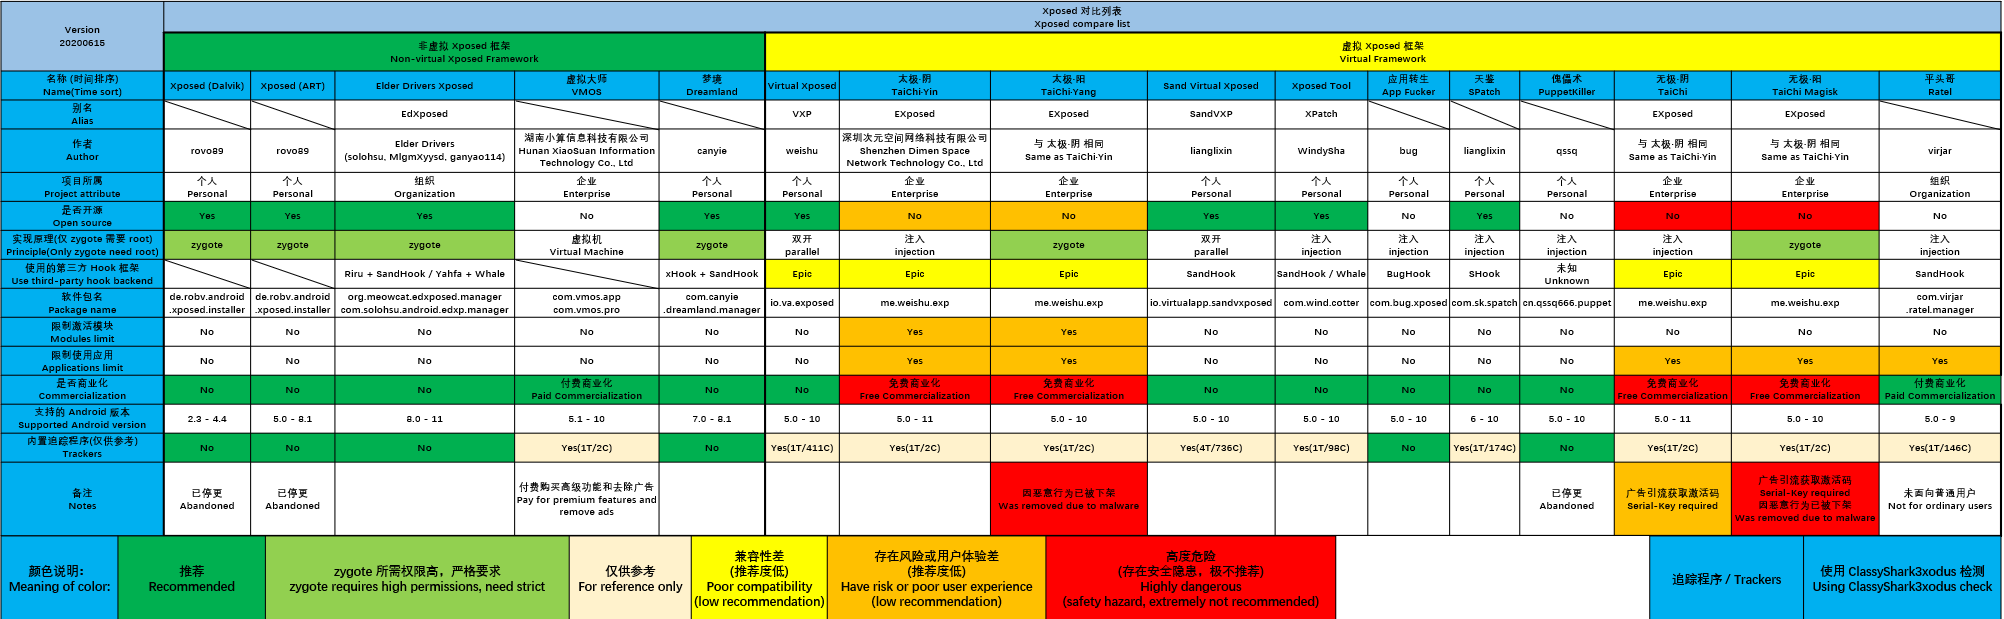 Xposed 对比列表
Xposed compare list
Version
20200615
非虚拟 Xposed 框架
Non-virtual Xposed Framework
虚拟 Xposed 框架
Virtual Framework
名称 (时间排序)
Name(Time sort)
Xposed (Dalvik)
Xposed (ART)
Elder Drivers Xposed
虚拟大师
VMOS
梦境
Dreamland
Virtual Xposed
太极·阴
TaiChi·Yin
太极·阳
TaiChi·Yang
Sand Virtual Xposed
Xposed Tool
应用转生
App Fucker
天鉴
SPatch
傀儡术
PuppetKiller
无极·阴
TaiChi
无极·阳
TaiChi Magisk
平头哥
Ratel
别名
Alias
EdXposed
VXP
EXposed
EXposed
SandVXP
XPatch
EXposed
EXposed
作者
Author
rovo89
rovo89
Elder Drivers
(solohsu, MlgmXyysd, ganyao114)
湖南小算信息科技有限公司
Hunan XiaoSuan Information
Technology Co., Ltd
canyie
weishu
深圳次元空间网络科技有限公司
Shenzhen Dimen Space
Network Technology Co., Ltd
与 太极·阴 相同
Same as TaiChi·Yin
lianglixin
WindySha
bug
lianglixin
qssq
与 太极·阴 相同
Same as TaiChi·Yin
与 太极·阴 相同
Same as TaiChi·Yin
virjar
项目所属
Project attribute
个人
Personal
个人
Personal
组织
Organization
企业
Enterprise
个人
Personal
个人
Personal
企业
Enterprise
企业
Enterprise
个人
Personal
个人
Personal
个人
Personal
个人
Personal
个人
Personal
企业
Enterprise
企业
Enterprise
组织
Organization
是否开源
Open source
Yes
Yes
Yes
No
Yes
Yes
No
No
Yes
Yes
No
Yes
No
No
No
No
实现原理(仅 zygote 需要 root)
Principle(Only zygote need root)
zygote
zygote
zygote
虚拟机
Virtual Machine
zygote
双开
parallel
注入
injection
zygote
双开
parallel
注入
injection
注入
injection
注入
injection
注入
injection
注入
injection
zygote
注入
injection
使用的第三方 Hook 框架
Use third-party hook backend
Riru + SandHook / Yahfa + Whale
xHook + SandHook
Epic
Epic
Epic
SandHook
SandHook / Whale
BugHook
SHook
未知
Unknown
Epic
Epic
SandHook
软件包名
Package name
de.robv.android
.xposed.installer
de.robv.android
.xposed.installer
org.meowcat.edxposed.manager
com.solohsu.android.edxp.manager
com.vmos.app
com.vmos.pro
com.canyie
.dreamland.manager
io.va.exposed
me.weishu.exp
me.weishu.exp
io.virtualapp.sandvxposed
com.wind.cotter
com.bug.xposed
com.sk.spatch
cn.qssq666.puppet
me.weishu.exp
me.weishu.exp
com.virjar
.ratel.manager
限制激活模块
Modules limit
No
No
No
No
No
No
Yes
Yes
No
No
No
No
No
No
No
No
限制使用应用
Applications limit
No
No
No
No
No
No
Yes
Yes
No
No
No
No
No
Yes
Yes
Yes
是否商业化
Commercialization
No
No
No
付费商业化
Paid Commercialization
No
No
免费商业化
Free Commercialization
免费商业化
Free Commercialization
No
No
No
No
No
免费商业化
Free Commercialization
免费商业化
Free Commercialization
付费商业化
Paid Commercialization
支持的 Android 版本
Supported Android version
2.3 - 4.4
5.0 - 8.1
8.0 - 11
5.1 - 10
7.0 - 8.1
5.0 - 10
5.0 - 11
5.0 - 10
5.0 - 10
5.0 - 10
5.0 - 10
6 - 10
5.0 - 10
5.0 - 11
5.0 - 10
5.0 - 9
内置追踪程序(仅供参考)
Trackers
No
No
No
Yes(1T/2C)
No
Yes(1T/411C)
Yes(1T/2C)
Yes(1T/2C)
Yes(4T/736C)
Yes(1T/98C)
No
Yes(1T/174C)
No
Yes(1T/2C)
Yes(1T/2C)
Yes(1T/146C)
备注
Notes
已停更
Abandoned
已停更
Abandoned
付费购买高级功能和去除广告
Pay for premium features and
remove ads
因恶意行为已被下架
Was removed due to malware
已停更
Abandoned
广告引流获取激活码
Serial-Key required
广告引流获取激活码
Serial-Key required
因恶意行为已被下架
Was removed due to malware
未面向普通用户
Not for ordinary users
颜色说明：
Meaning of color:
推荐
Recommended
zygote 所需权限高，严格要求
zygote requires high permissions, need strict
仅供参考
For reference only
兼容性差
(推荐度低)
Poor compatibility
(low recommendation)
存在风险或用户体验差
(推荐度低)
Have risk or poor user experience
(low recommendation)
高度危险
(存在安全隐患，极不推荐)
Highly dangerous
(safety hazard, extremely not recommended)
追踪程序 / Trackers
使用 ClassyShark3xodus 检测
Using ClassyShark3xodus check